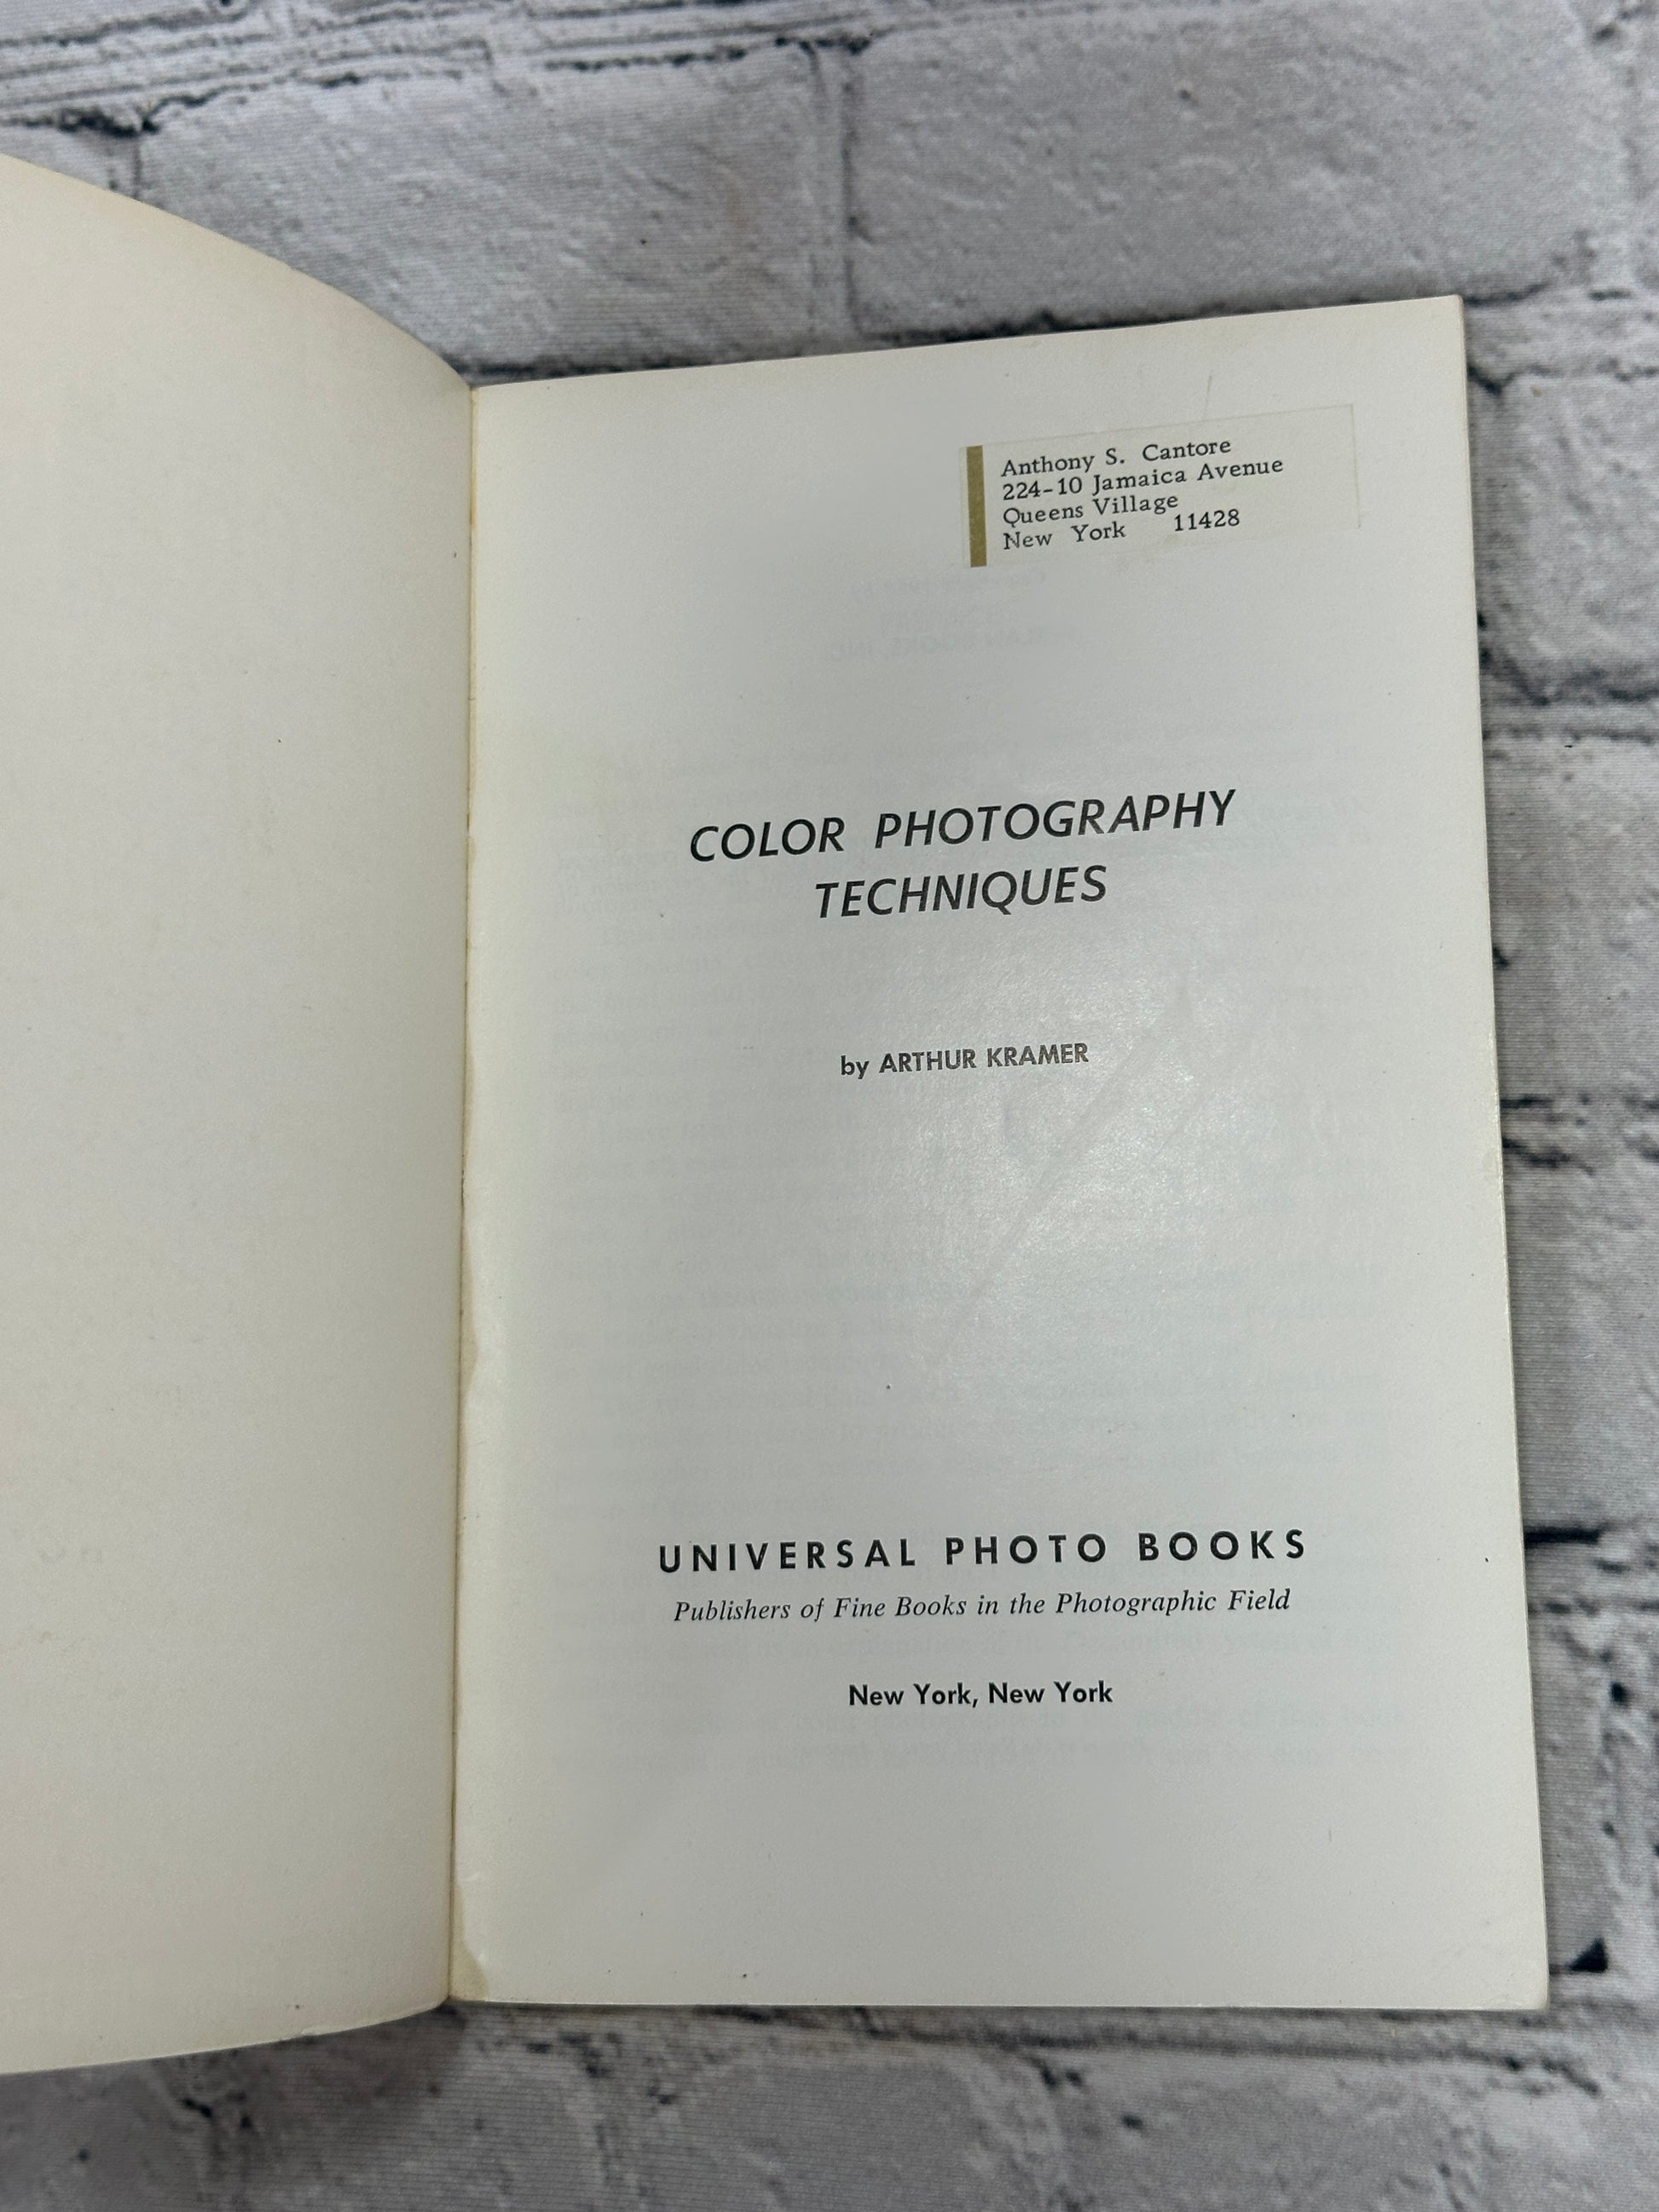 Anthony S. Cantore
224-10 Jamaica Avenue
Queens Village
New York 11428
COLOR PHOTOGRAPHY
TECHNIQUES
by ARTHUR KRAMER
UNIVERSAL PHOTO BOOKS
Publishers of Fine Books in the Photographic Field
New York, New York